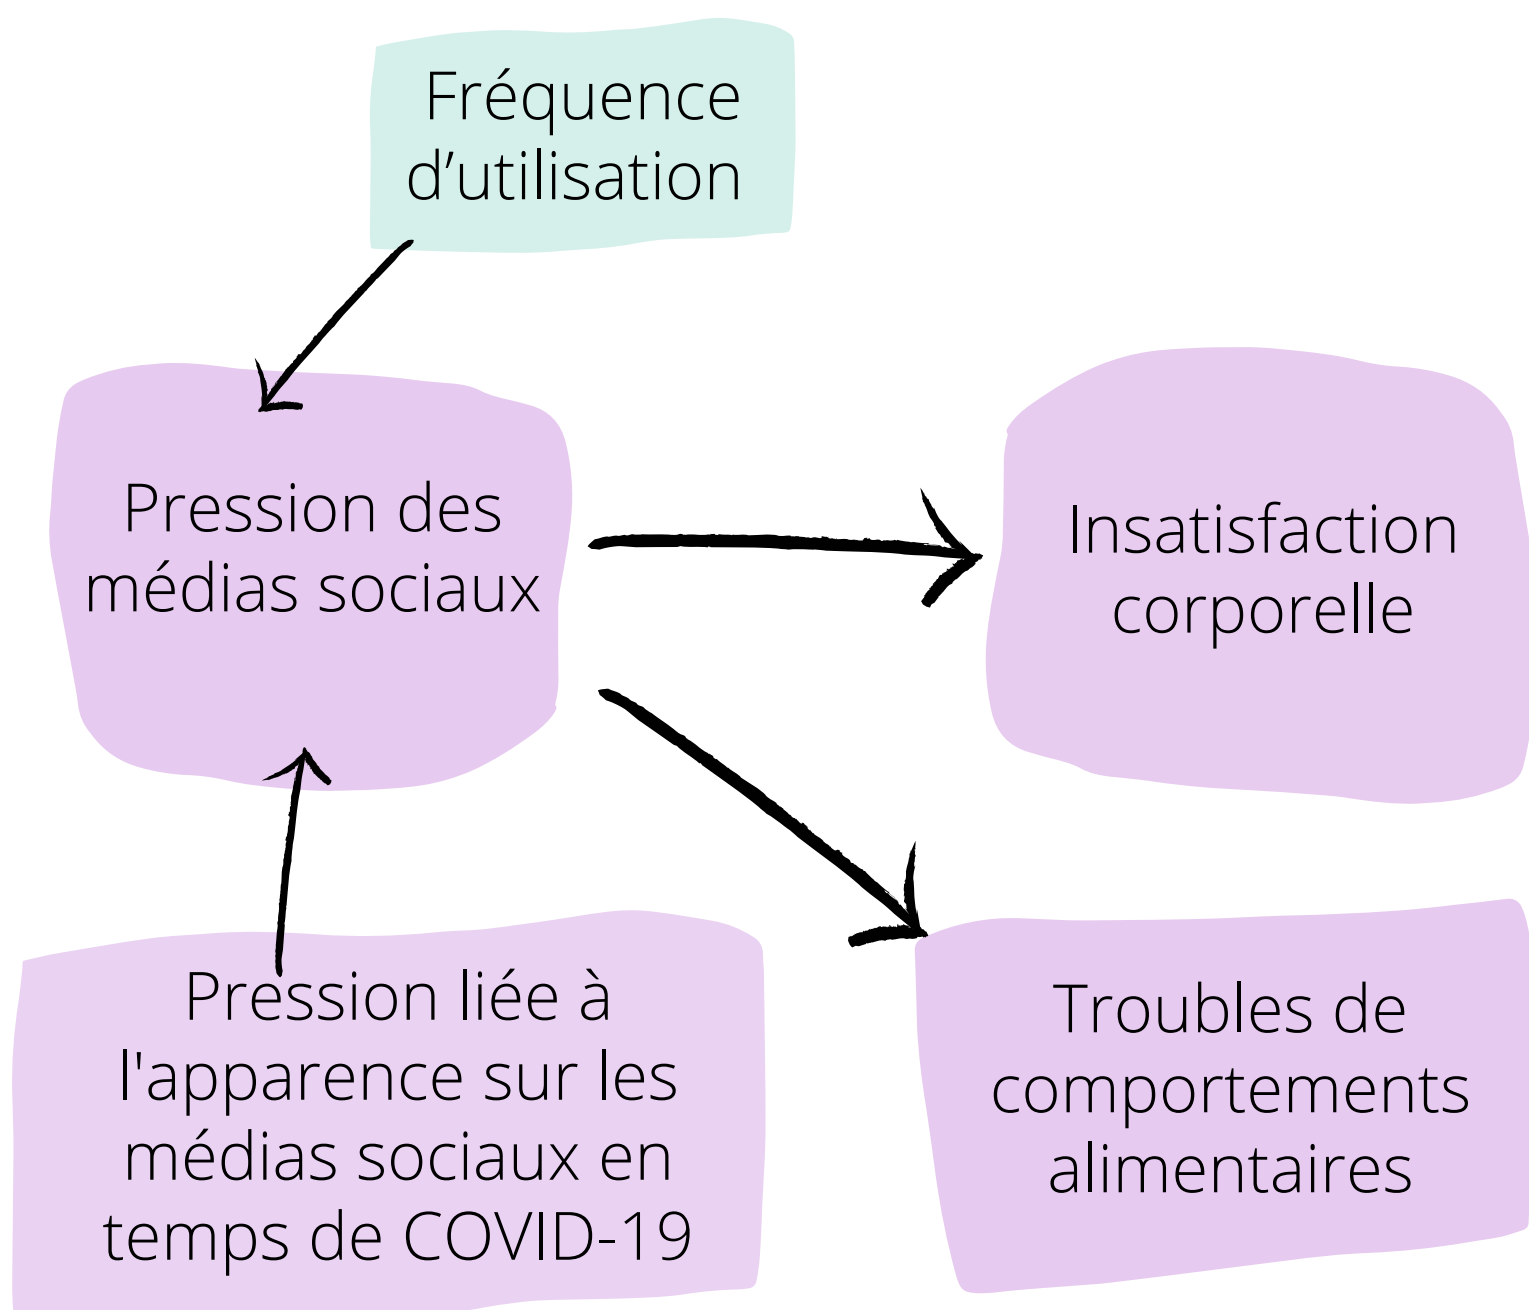 Fréquence
d’utilisation
Pression des
médias sociaux
Insatisfaction
corporelle
Pression liée à
l'apparence sur les
médias sociaux en
temps de COVID-19
Troubles de
comportements
alimentaires